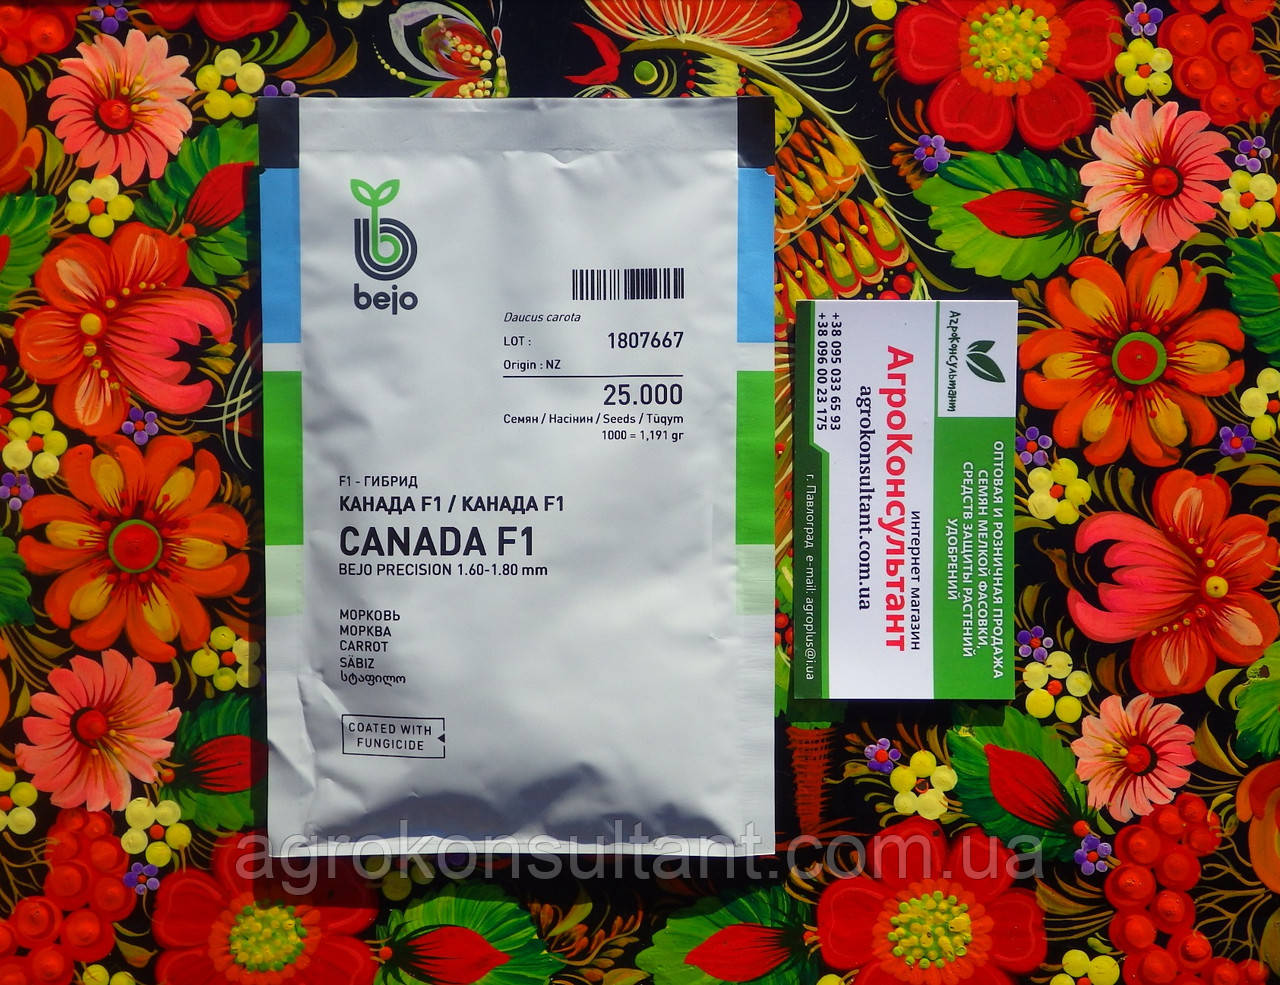 bejo
Daucus carota
LOT : 1807667
Origin : NZ
25.000
Семян / Насінин / Seeds / Tüqym
1000 = 1,191 gr
F1 - ГИБРИД
КАНАДА F1 / КАНАДА F1
CANADA F1
BEJO PRECISION 1.60-1.80 mm
МОРКОВЬ
МОРКВА
CARROT
SÄBIZ
სტაფილო
COATED WITH
FUNGICIDE
АгроКонсультант
ОПТОВАЯ И РОЗНИЧНАЯ ПРОДАЖА
СЕМЯН МЕЛКОЙ ФАСОВКИ,
СРЕДСТВ ЗАЩИТЫ РАСТЕНИЙ
УДОБРЕНИЙ
интернет магазин
АгроКонсультант
agrokonsultant.com.ua
+38 095 033 65 93
+38 096 00 23 175
г. Павлоград e-mail: agroplus@i.ua
agrokonsultant.com.ua